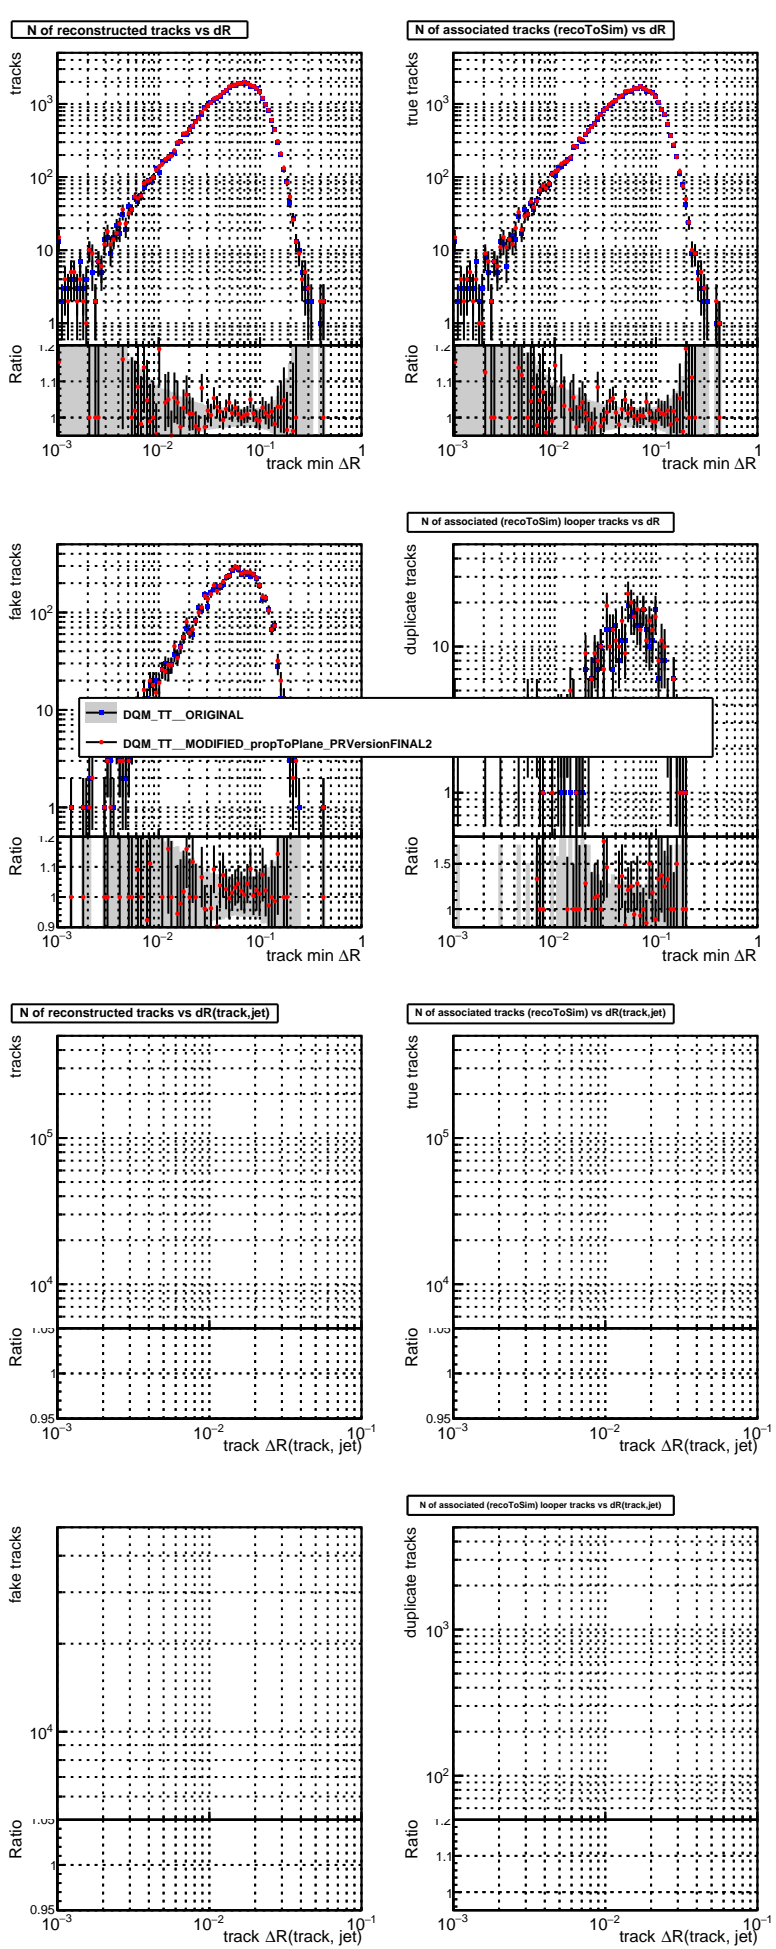 N of reconstructed tracks vs dR
tracks
10³
10²
10
1
Ratio
1.2
1.1
1
10⁻³ 10⁻² 10⁻¹ 1
track min ΔR
N of associated tracks (recoToSim) vs dR
true tracks
10³
10²
10
1
Ratio
1.2
1.1
1
10⁻³ 10⁻² 10⁻¹ 1
track min ΔR
fake tracks
10²
10
1
Ratio
1.2
1.1
1
0.9
10⁻³ 10⁻² 10⁻¹ 1
track min ΔR
N of associated (recoToSim) looper tracks vs dR
duplicate tracks
10
1
Ratio
1.5
1
10⁻³ 10⁻² 10⁻¹ 1
track min ΔR
DQM_TT__ORIGINAL
DQM_TT__MODIFIED_propToPlane_PRVersionFINAL2
N of reconstructed tracks vs dR(track,jet)
tracks
10⁵
10⁴
Ratio
1.05
1
0.95
10⁻³ 10⁻² 10⁻¹
track ΔR(track, jet)
N of associated tracks (recoToSim) vs dR(track,jet)
true tracks
10⁵
10⁴
Ratio
1.05
1
0.95
10⁻³ 10⁻² 10⁻¹
track ΔR(track, jet)
fake tracks
10⁴
Ratio
1.05
1
0.95
10⁻³ 10⁻² 10⁻¹
track ΔR(track, jet)
N of associated (recoToSim) looper tracks vs dR(track,jet)
duplicate tracks
10³
10²
Ratio
1.2
1.1
1
10⁻³ 10⁻² 10⁻¹
track ΔR(track, jet)